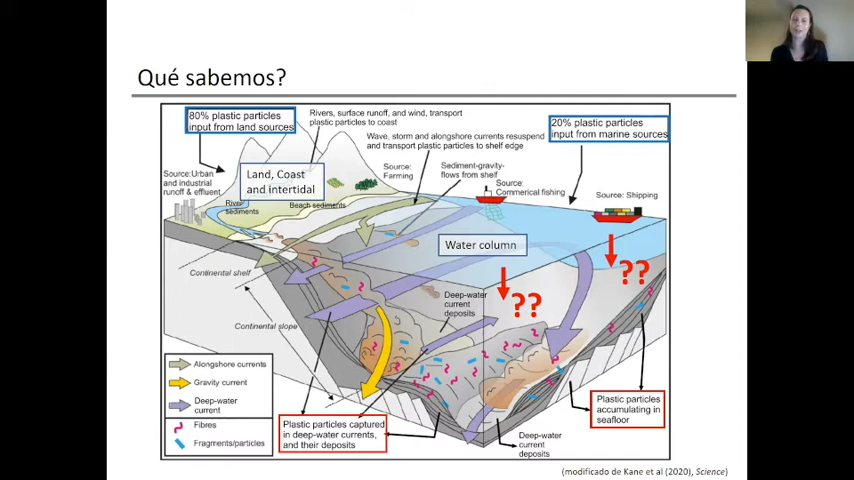 Qué sabemos?
80% plastic particles
input from land sources
Rivers, surface runoff, and wind, transport
plastic particles to coast
20% plastic particles
input from marine sources
Wave, storm and alongshore currents resuspend
and transport plastic particles to shelf edge
Source:Urban
and industrial
runoff & effluent
Land, Coast
and intertidal
Source:
Farming
Sediment-gravity-
flows from shelf
Source:
Commerical fishing
Source: Shipping
River
sediments
Beach sediments
Water column
Continental shelf
??
??
Deep-water
current
deposits
Continental slope
Alongshore currents
Gravity current
Deep-water
current
Fibres
Fragments/particles
Plastic particles captured
in deep-water currents,
and their deposits
Plastic particles
accumulating in
seafloor
Deep-water
current
deposits
(modificado de Kane et al (2020), Science)